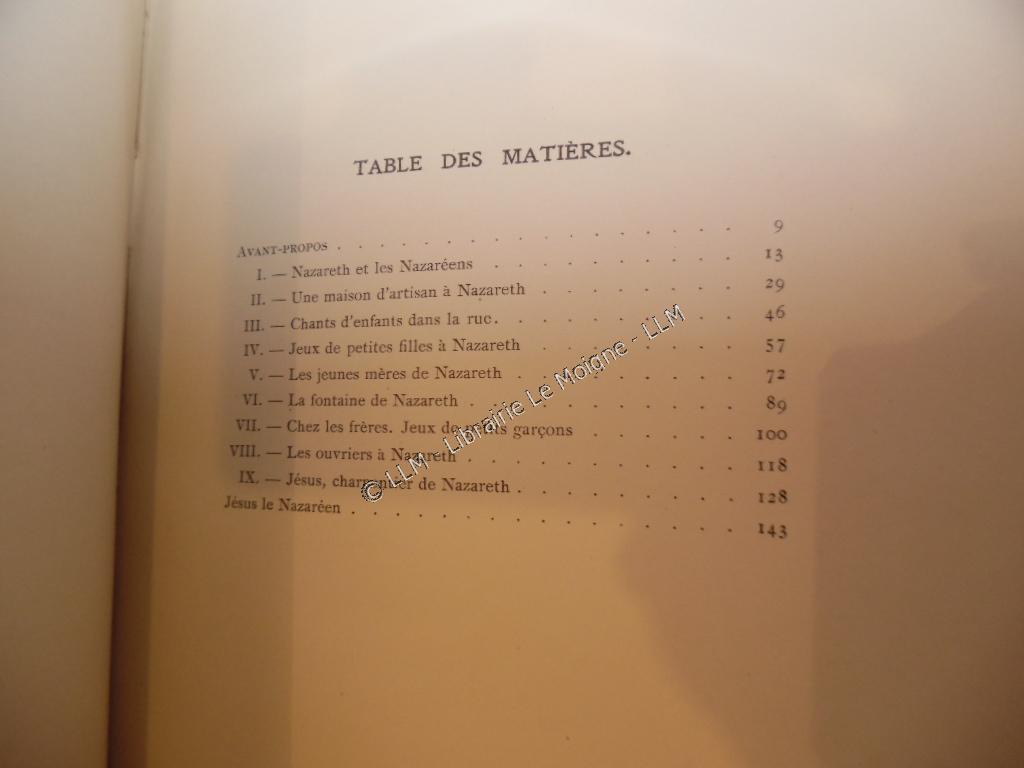 TABLE DES MATIÈRES.
AVANT-PROPOS . . . . . . . . . . . . . . 9
I. — Nazareth et les Nazaréens . . . . . . . . . 13
II. — Une maison d'artisan à Nazareth . . . . . . . 29
III. — Chants d'enfants dans la rue. . . . . . . . . 46
IV. — Jeux de petites filles à Nazareth . . . . . . . 57
V. — Les jeunes mères de Nazareth . . . . . . . . 72
VI. — La fontaine de Nazareth . . . . . . . . . . 89
VII. — Chez les frères. Jeux de petits garçons . . . . . . 100
VIII. — Les ouvriers à Nazareth . . . . . . . . . . 118
IX. — Jésus, charpentier de Nazareth . . . . . . . . 128
Jésus le Nazaréen . . . . . . . . . . . . . . 143
© LLM - Librairie Le Moigne - LLM